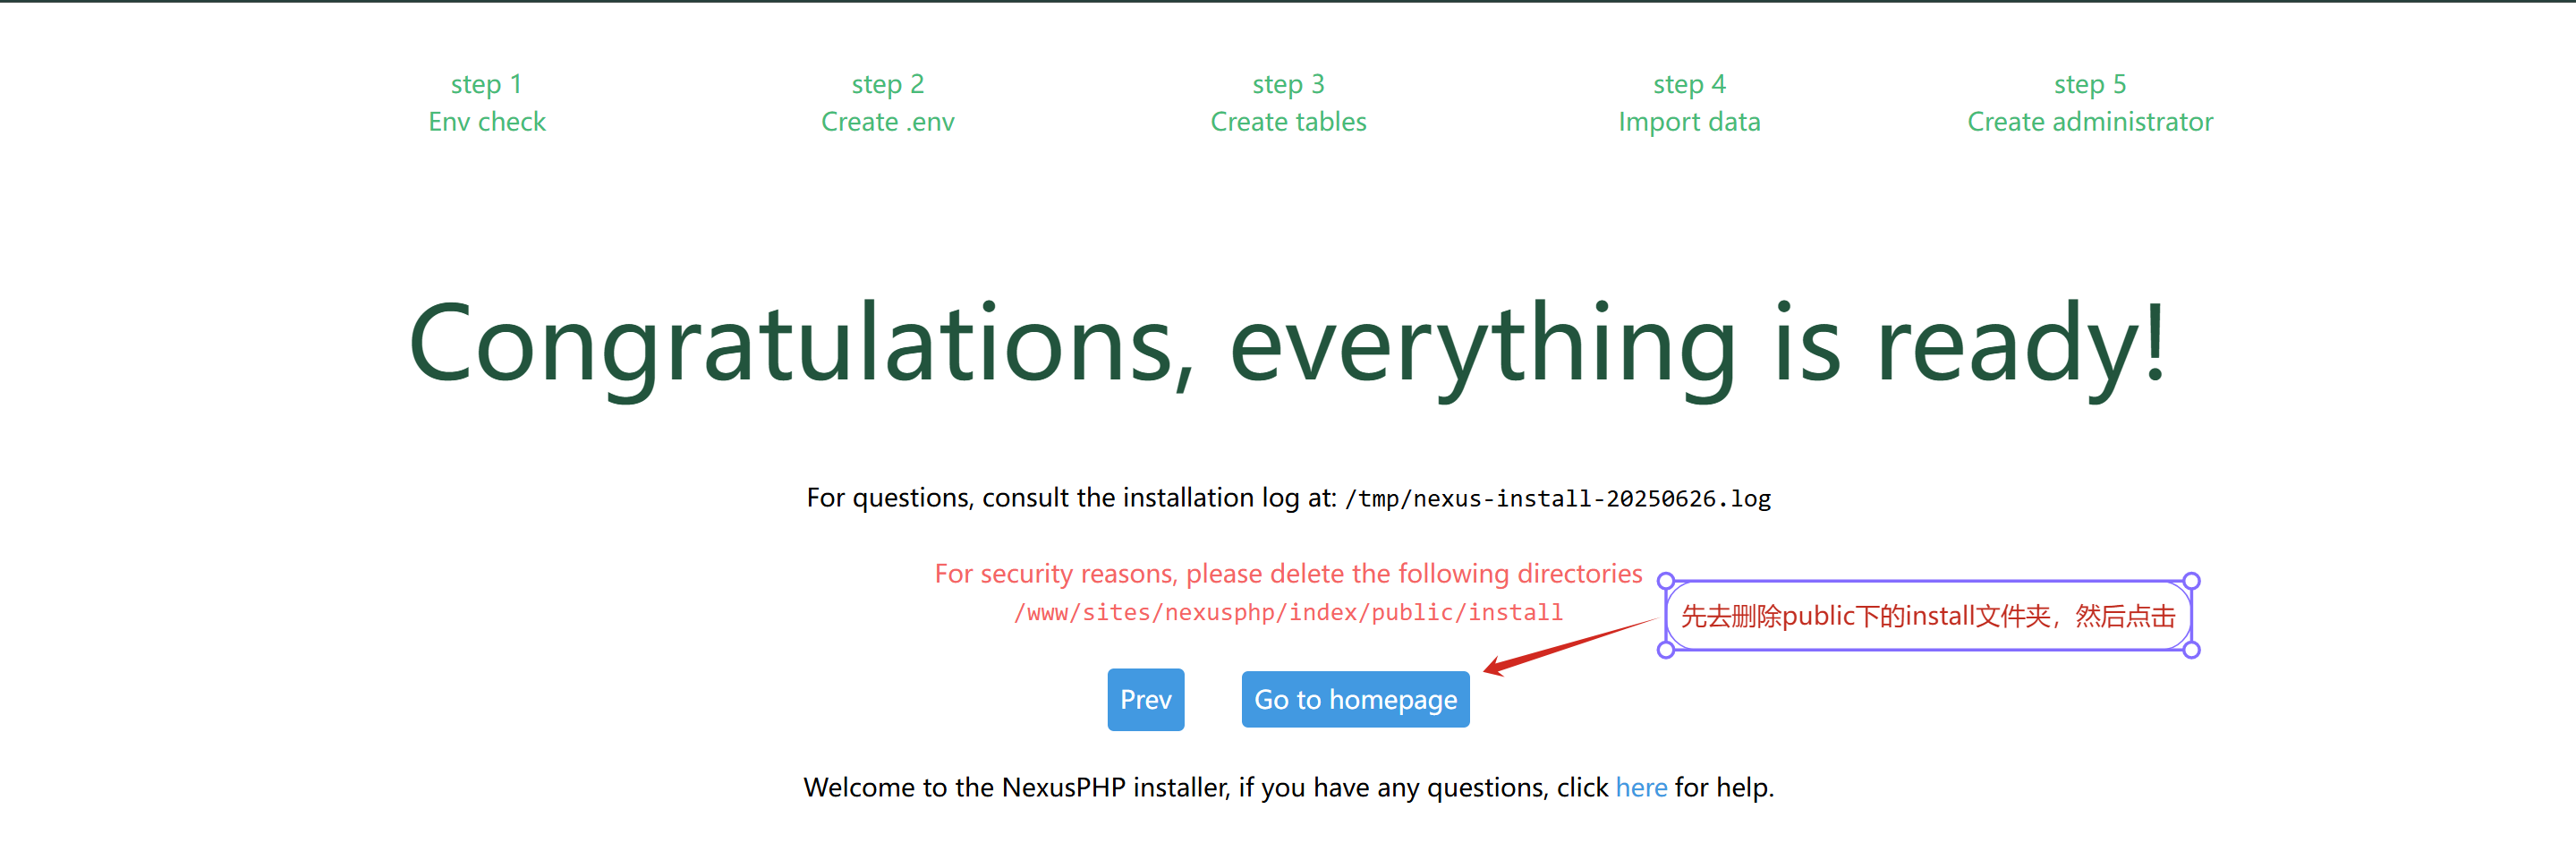 step 1
Env check
step 2
Create .env
step 3
Create tables
step 4
Import data
step 5
Create administrator
Congratulations, everything is ready!
For questions, consult the installation log at: /tmp/nexus-install-20250626.log
For security reasons, please delete the following directories
/www/sites/nexusphp/index/public/install
先去删除public下的install文件夹，然后点击
Prev
Go to homepage
Welcome to the NexusPHP installer, if you have any questions, click here for help.